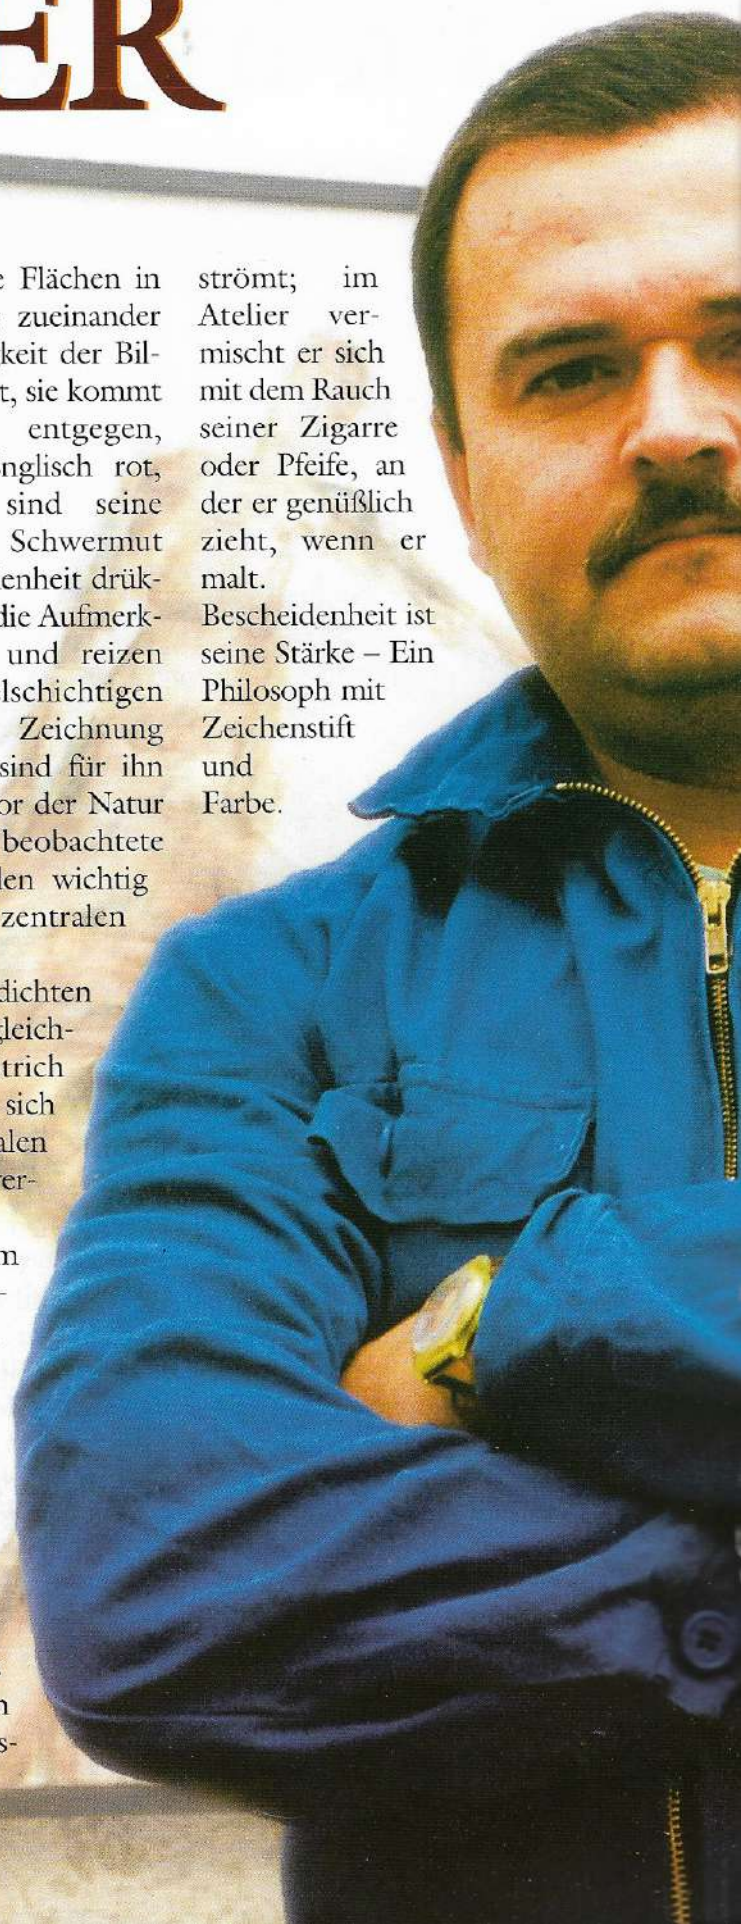 ER
e Flächen in
zueinander
keit der Bil-
t, sie kommt
entgegen,
nglisch rot,
sind seine
Schwermut
enheit drük-
die Aufmerk-
und reizen
elschichtigen
Zeichnung
sind für ihn
or der Natur
beobachtete
len wichtig
zentralen
dichten
gleich-
trich
sich
alen
er-
m
-
n
s-
strömt; im
Atelier ver-
mischt er sich
mit dem Rauch
seiner Zigarre
oder Pfeife, an
der er genüßlich
zieht, wenn er
malt.
Bescheidenheit ist
seine Stärke – Ein
Philosoph mit
Zeichenstift
und
Farbe.